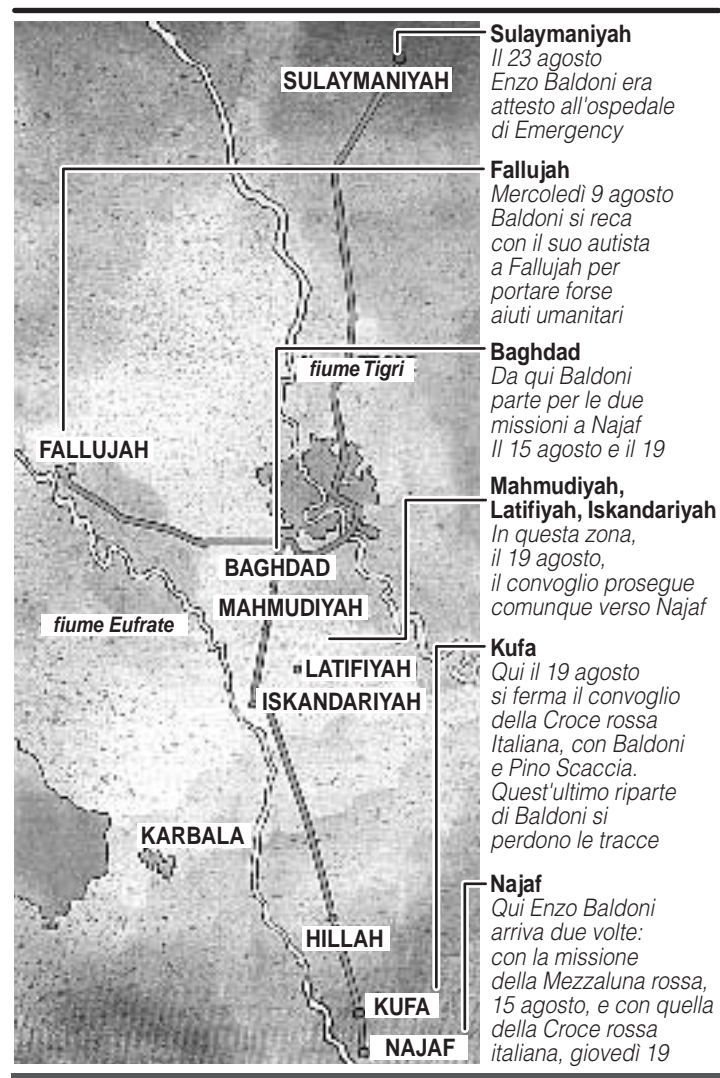 SULAYMANIYAH
fiume Tigri
FALLUJAH
BAGHDAD
MAHMUDIYAH
fiume Eufrate
LATIFIYAH
ISKANDARIYAH
KARBALA
HILLAH
KUFA
NAJAF
Sulaymaniyah
Il 23 agosto
Enzo Baldoni era
attesto all'ospedale
di Emergency
Fallujah
Mercoledì 9 agosto
Baldoni si reca
con il suo autista
a Fallujah per
portare forse
aiuti umanitari
Baghdad
Da qui Baldoni
parte per le due
missioni a Najaf
Il 15 agosto e il 19
Mahmudiyah,
Latifiyah, Iskandariyah
In questa zona,
il 19 agosto,
il convoglio prosegue
comunque verso Najaf
Kufa
Qui il 19 agosto
si ferma il convoglio
della Croce rossa
Italiana, con Baldoni
e Pino Scaccia.
Quest'ultimo riparte
di Baldoni si
perdono le tracce
Najaf
Qui Enzo Baldoni
arriva due volte:
con la missione
della Mezzaluna rossa,
15 agosto, e con quella
della Croce rossa
italiana, giovedì 19